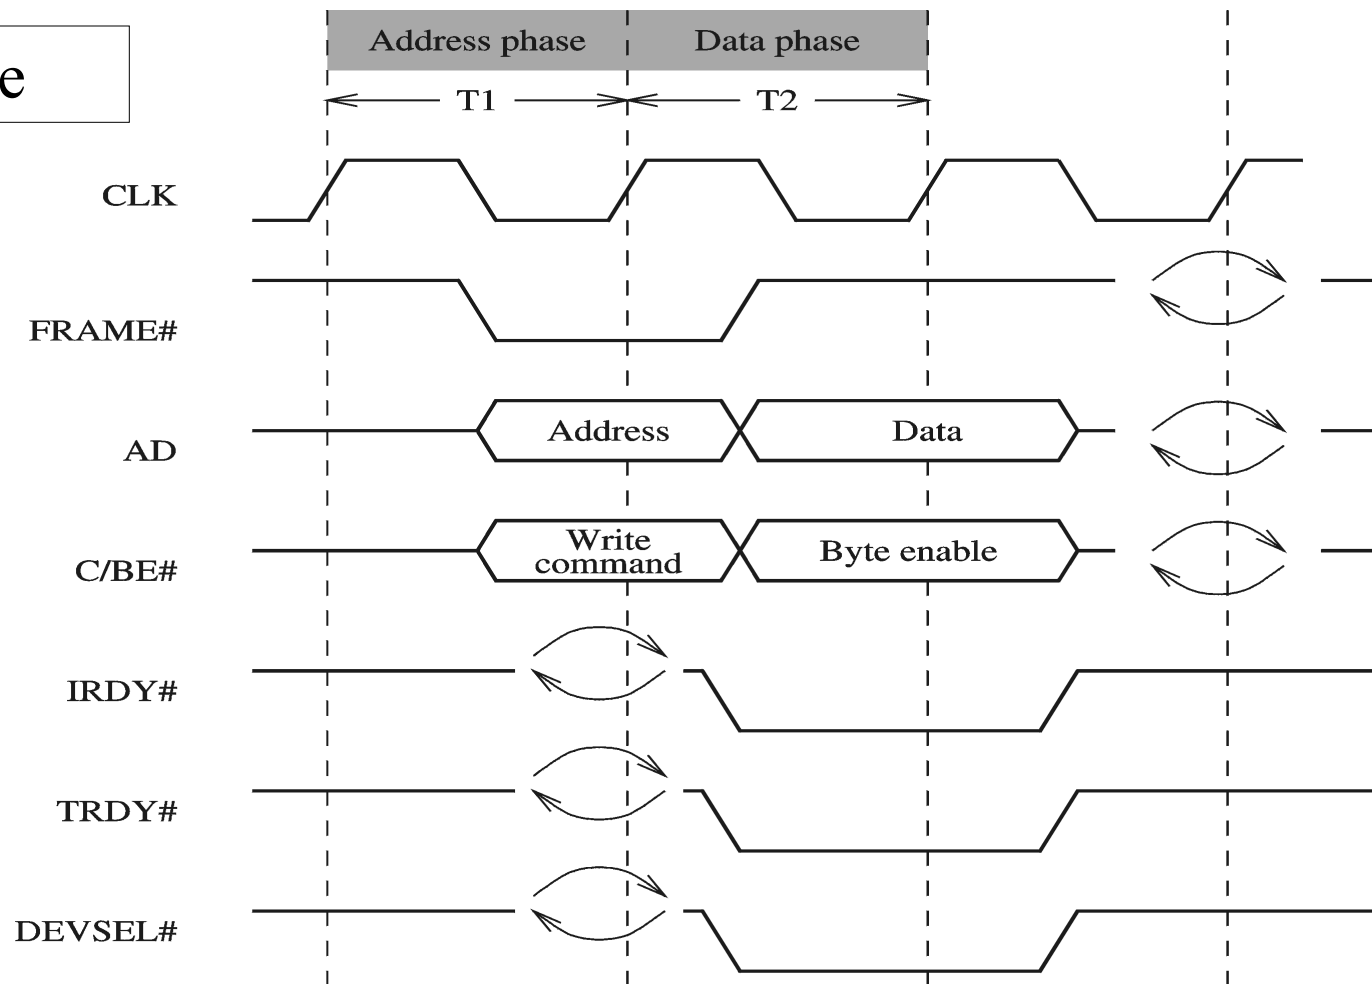 e
Address phase Data phase
T1 T2
CLK
FRAME#
AD Address Data
C/BE# Write command Byte enable
IRDY#
TRDY#
DEVSEL#